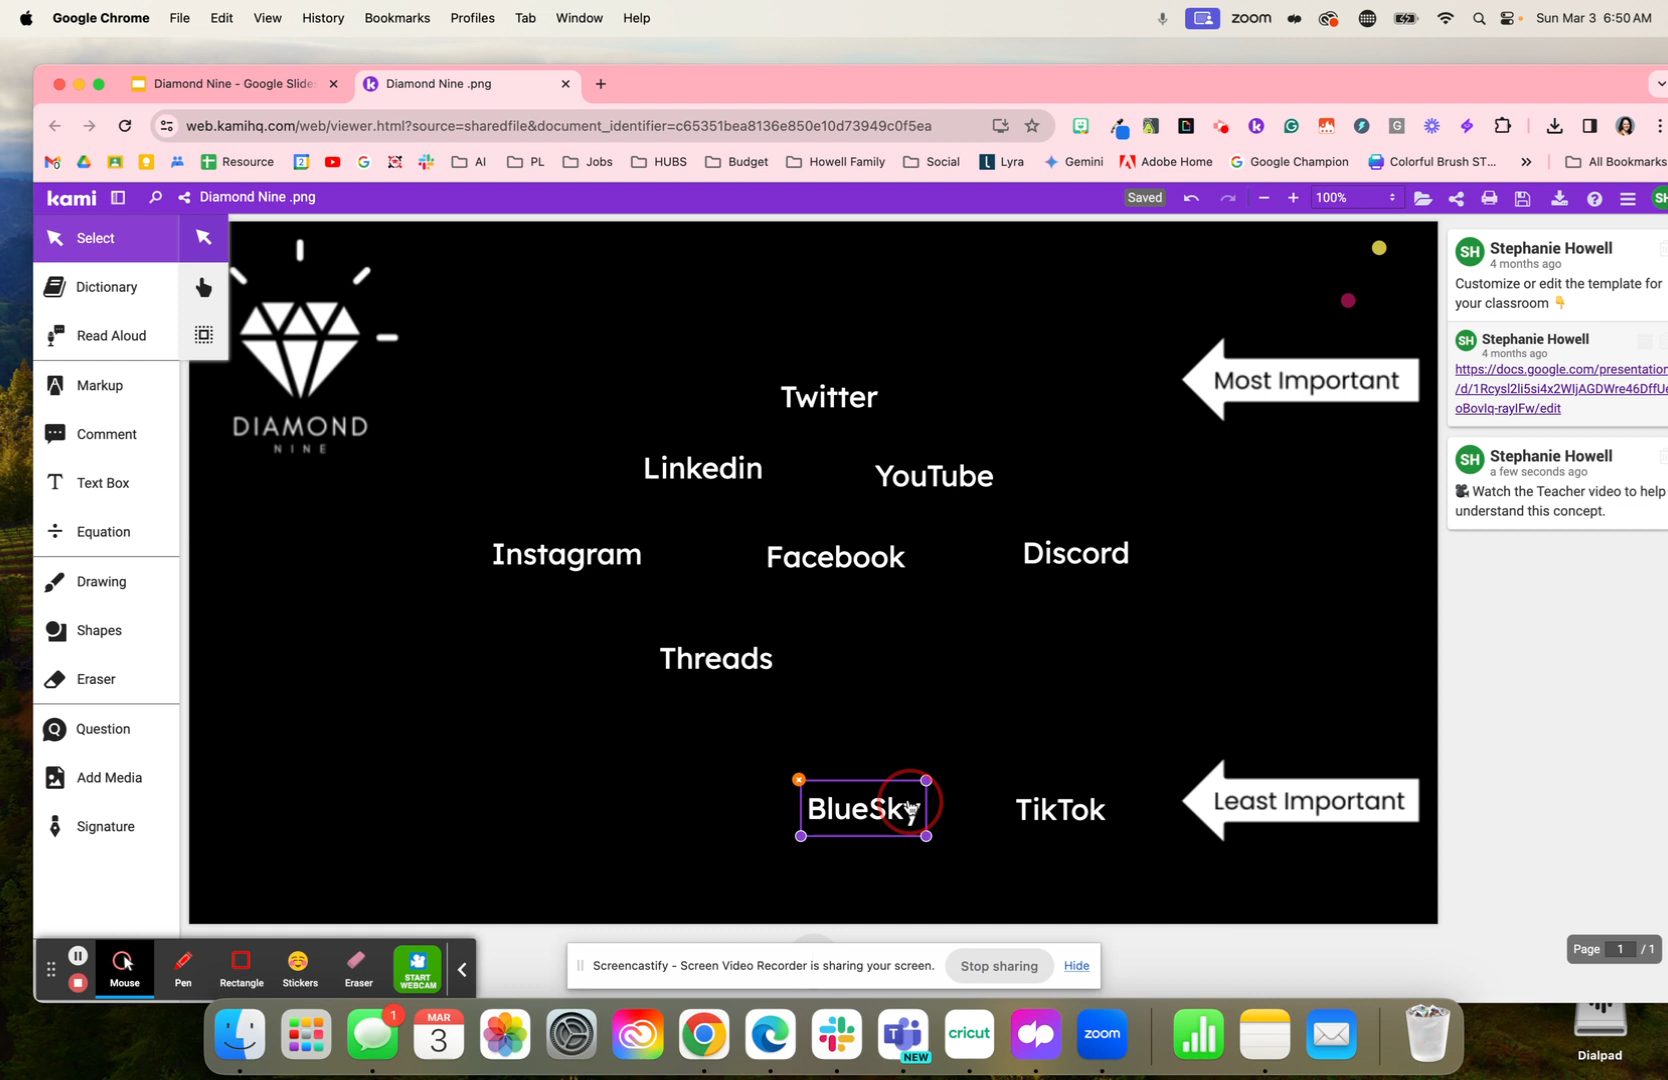 Google Chrome File Edit View History Bookmarks Profiles Tab Window Help zoom Sun Mar 3 6:50 AM
Diamond Nine - Google Slide Diamond Nine .png
web.kamihq.com/web/viewer.html?source=sharedfile&document_identifier=c65351bea8136e850e10d73949c0f5ea
Resource AI PL Jobs HUBS Budget Howell Family Social Lyra Gemini Adobe Home Google Champion Colorful Brush ST... » All Bookmarks
kami Diamond Nine .png Saved 100% SH
Select
Dictionary
Read Aloud
Markup
Comment
Text Box
Equation
Drawing
Shapes
Eraser
Question
Add Media
Signature
DIAMOND
NINE
Most Important
Twitter
Linkedin YouTube
Instagram Facebook Discord
Threads
BlueSky TikTok
Least Important
SH Stephanie Howell
4 months ago
Customize or edit the template for
your classroom 👇
SH Stephanie Howell
4 months ago
https://docs.google.com/presentation
/d/1Rcysl2li5si4x2WIjAGDWre46DffUe
oBovIq-rayIFw/edit
SH Stephanie Howell
a few seconds ago
🎥 Watch the Teacher video to help
understand this concept.
Page 1 / 1
Mouse Pen Rectangle Stickers Eraser START
WEBCAM
Screencastify - Screen Video Recorder is sharing your screen. Stop sharing Hide
1
MAR
3
NEW
cricut
zoom
Dialpad